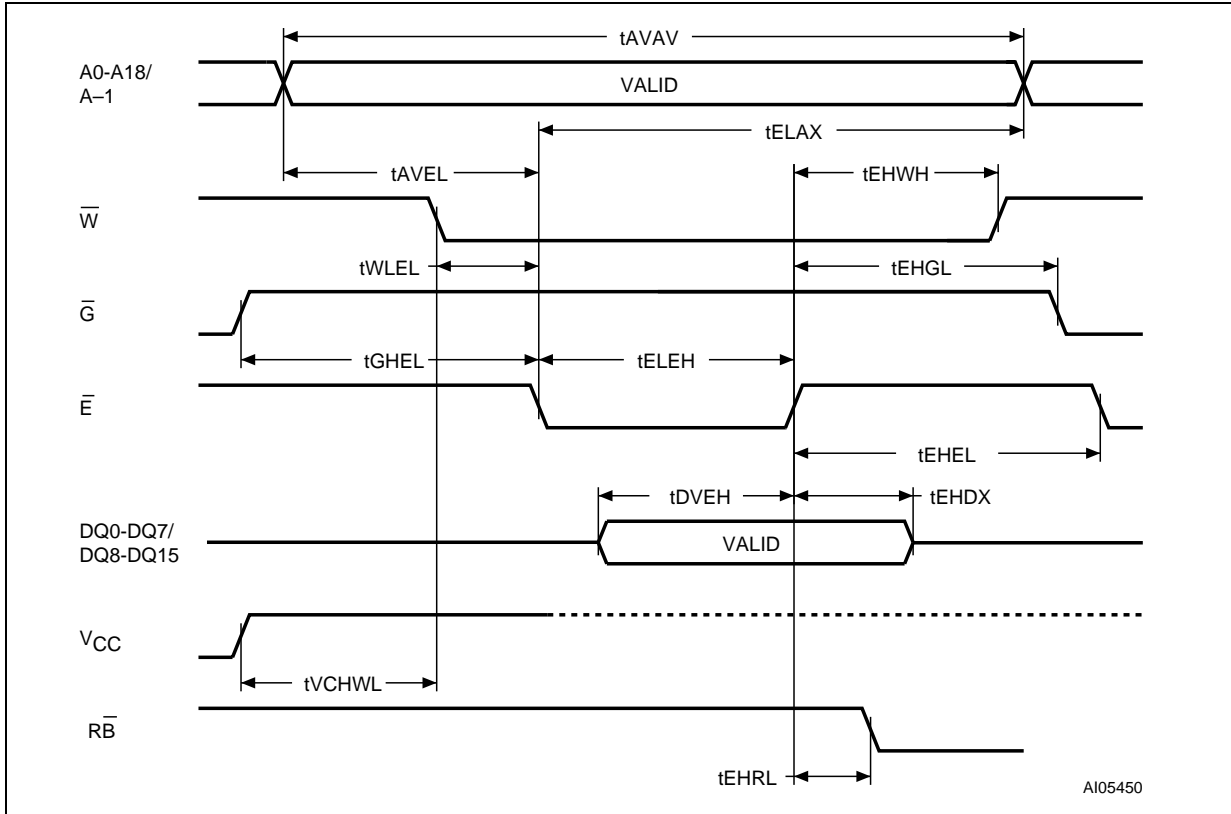 tAVAV
A0-A18/
A–1
VALID
tELAX
tAVEL
tEHWH
W̅
tWLEL
tEHGL
G̅
tGHEL
tELEH
E̅
tEHEL
tDVEH
tEHDX
DQ0-DQ7/
DQ8-DQ15
VALID
VCC
tVCHWL
RB̅
tEHRL
AI05450